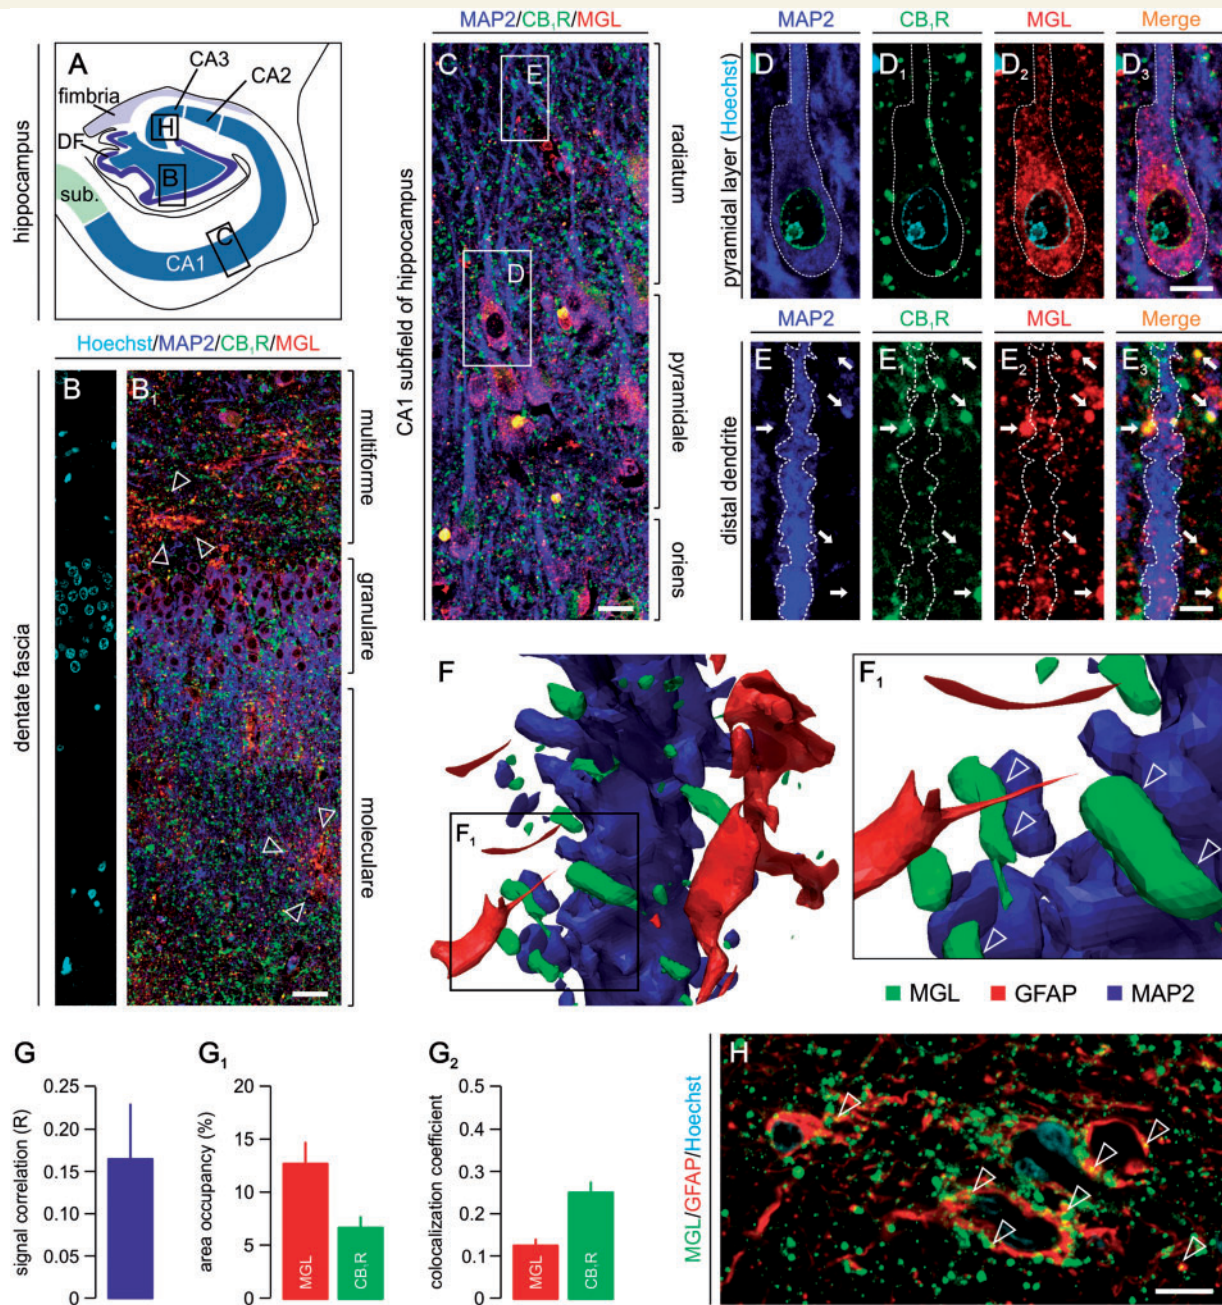 hippocampus
A
CA3
CA2
fimbria
H
DF
B
sub.
C
CA1
Hoechst/MAP2/CB₁R/MGL
dentate fascia
B
B₁
multiforme
granulare
moleculare
MAP2/CB₁R/MGL
CA1 subfield of hippocampus
C
E
D
radiatum
pyramidale
oriens
MAP2
CB₁R
MGL
Merge
pyramidal layer (Hoechst)
D
D₁
D₂
D₃
MAP2
CB₁R
MGL
Merge
distal dendrite
E
E₁
E₂
E₃
F
F₁
F₁
MGL
GFAP
MAP2
G
signal correlation (R)
0.25
0.20
0.15
0.10
0.05
0
G₁
area occupancy (%)
20
15
10
5
0
MGL
CB₁R
G₂
colocalization coefficient
0.5
0.4
0.3
0.2
0.1
0
MGL
CB₁R
MGL/GFAP/Hoechst
H